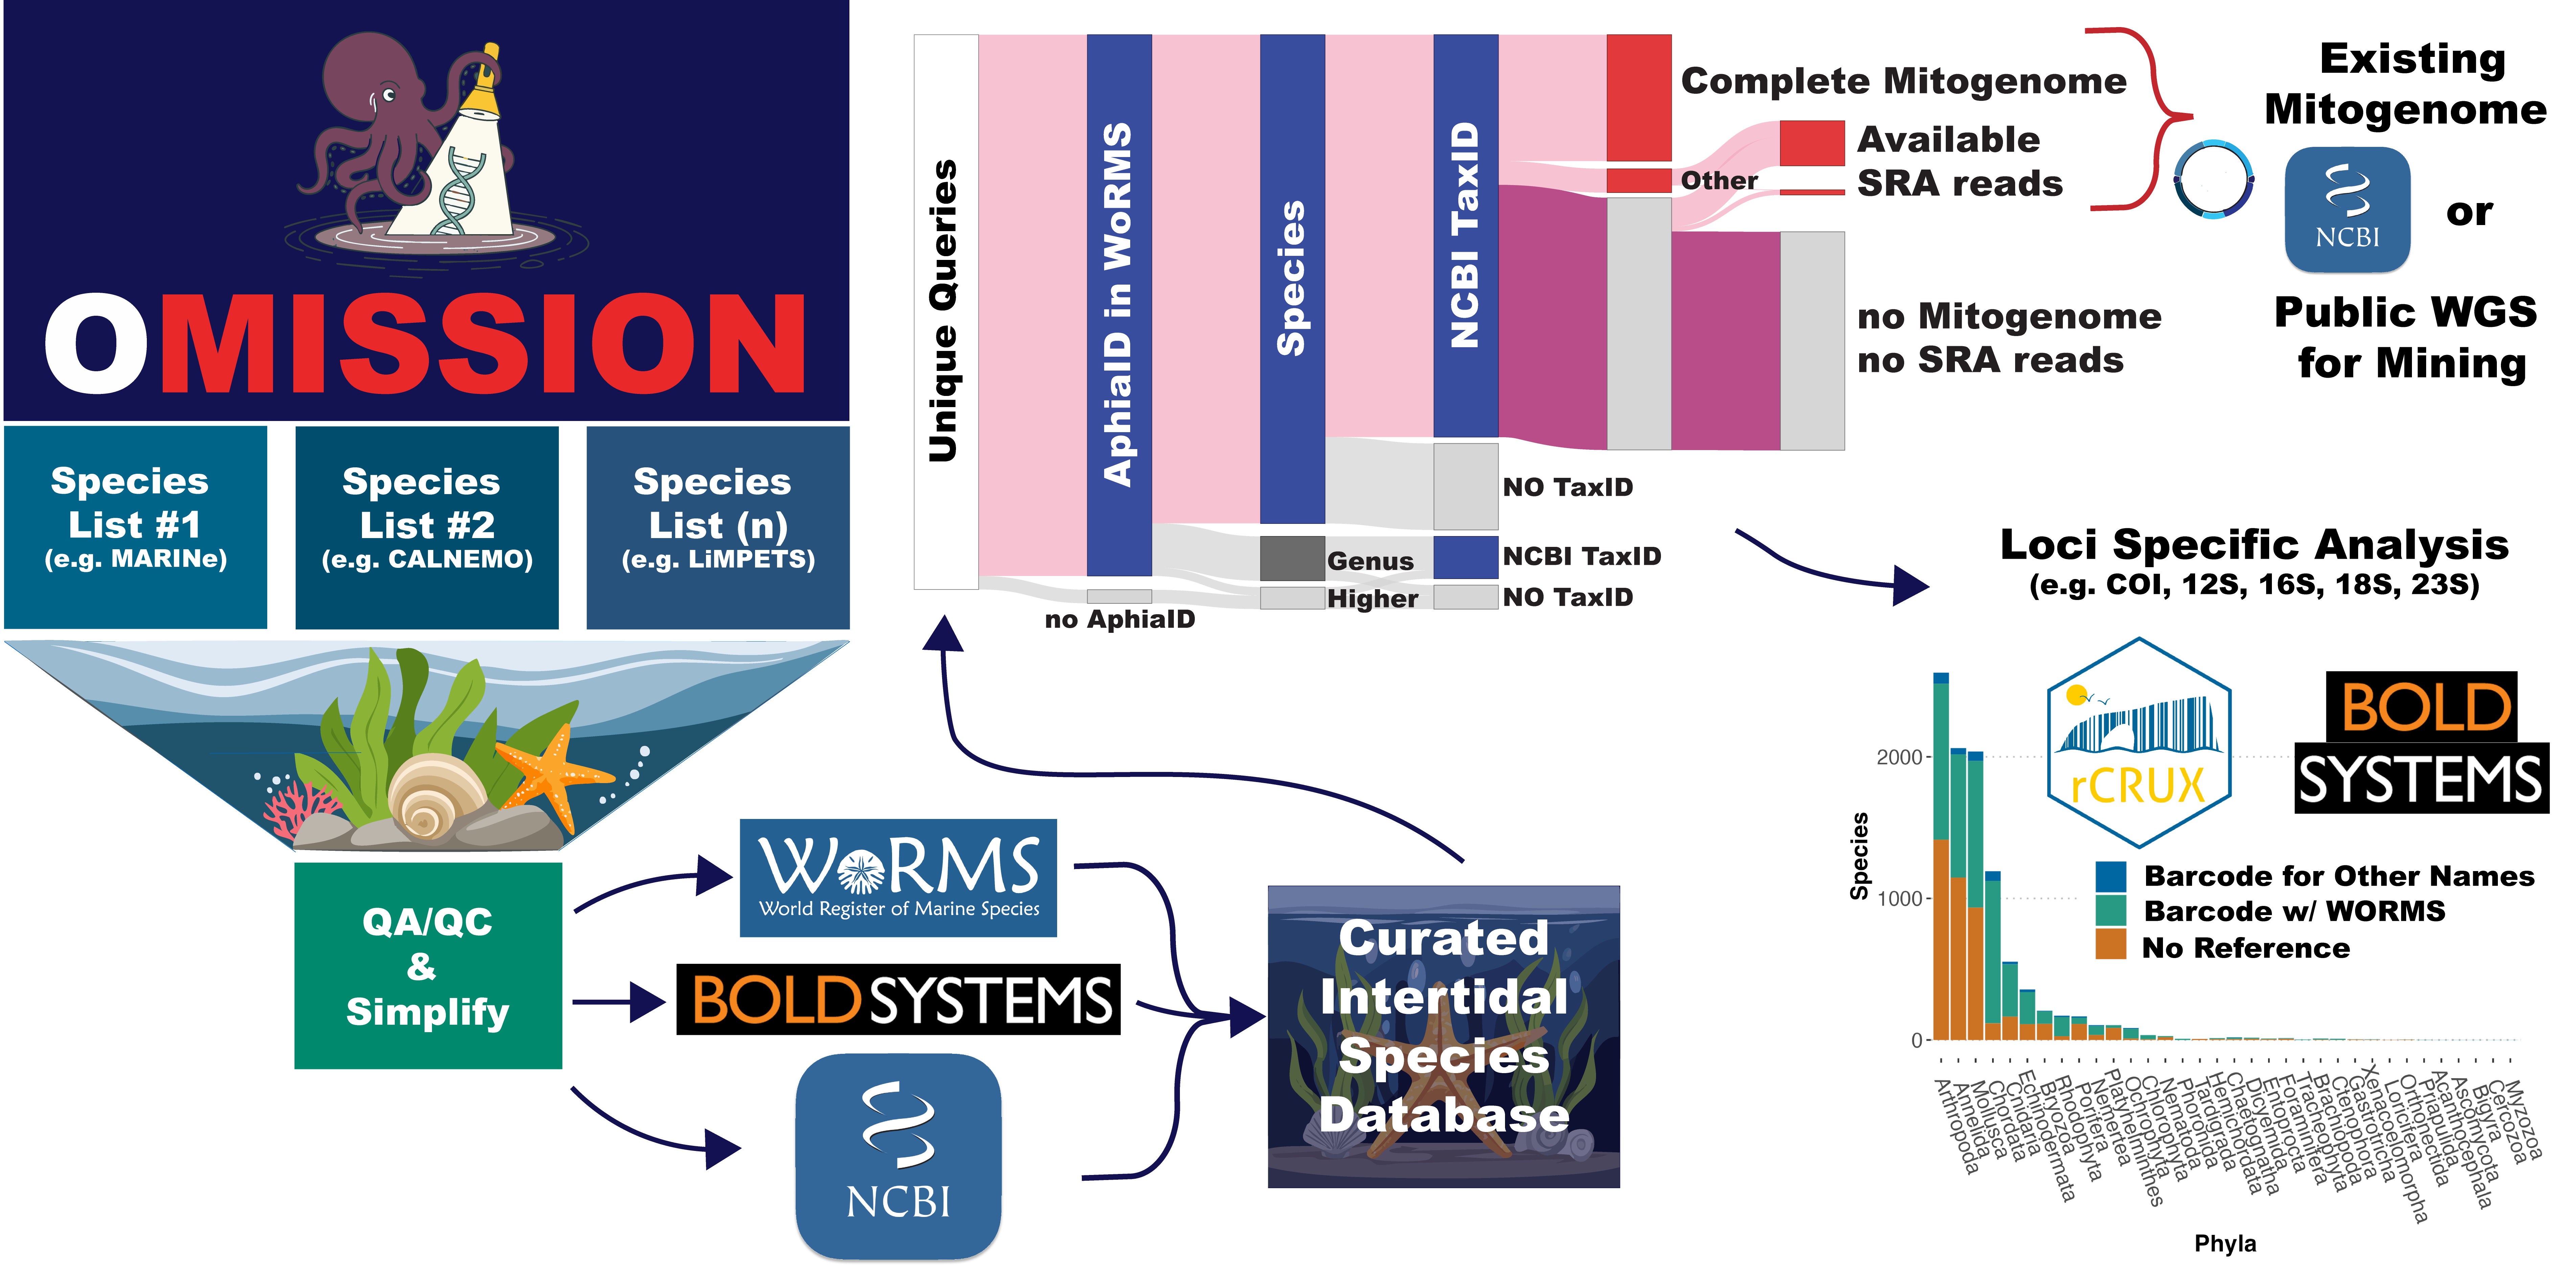 OMISSION
Species
List #1
(e.g. MARINe)
Species
List #2
(e.g. CALNEMO)
Species
List (n)
(e.g. LiMPETS)
QA/QC
&
Simplify
WoRMS
World Register of Marine Species
BOLD SYSTEMS
NCBI
Curated
Intertidal
Species
Database
Unique Queries
AphiaID in WoRMS
no AphiaID
Species
Genus
Higher
NCBI TaxID
NO TaxID
NCBI TaxID
NO TaxID
Complete Mitogenome
Other
Available
SRA reads
no Mitogenome
no SRA reads
Existing
Mitogenome
NCBI
or
Public WGS
for Mining
Loci Specific Analysis
(e.g. COI, 12S, 16S, 18S, 23S)
rCRUX
BOLD
SYSTEMS
Barcode for Other Names
Barcode w/ WORMS
No Reference
Species
2000
1000
0
Arthropoda
Annelida
Mollusca
Chordata
Cnidaria
Echinodermata
Bryozoa
Rhodophyta
Porifera
Nemertea
Platyhelminthes
Ochrophyta
Chlorophyta
Nematoda
Phoronida
Tardigrada
Hemichordata
Chaetognatha
Dicyemida
Entoprocta
Foraminifera
Tracheophyta
Brachiopoda
Ctenophora
Gastrotricha
Xenacoelomorpha
Loricifera
Orthonectida
Priapulida
Acanthocephala
Ascomycota
Bigyra
Cercozoa
Myzozoa
Phyla